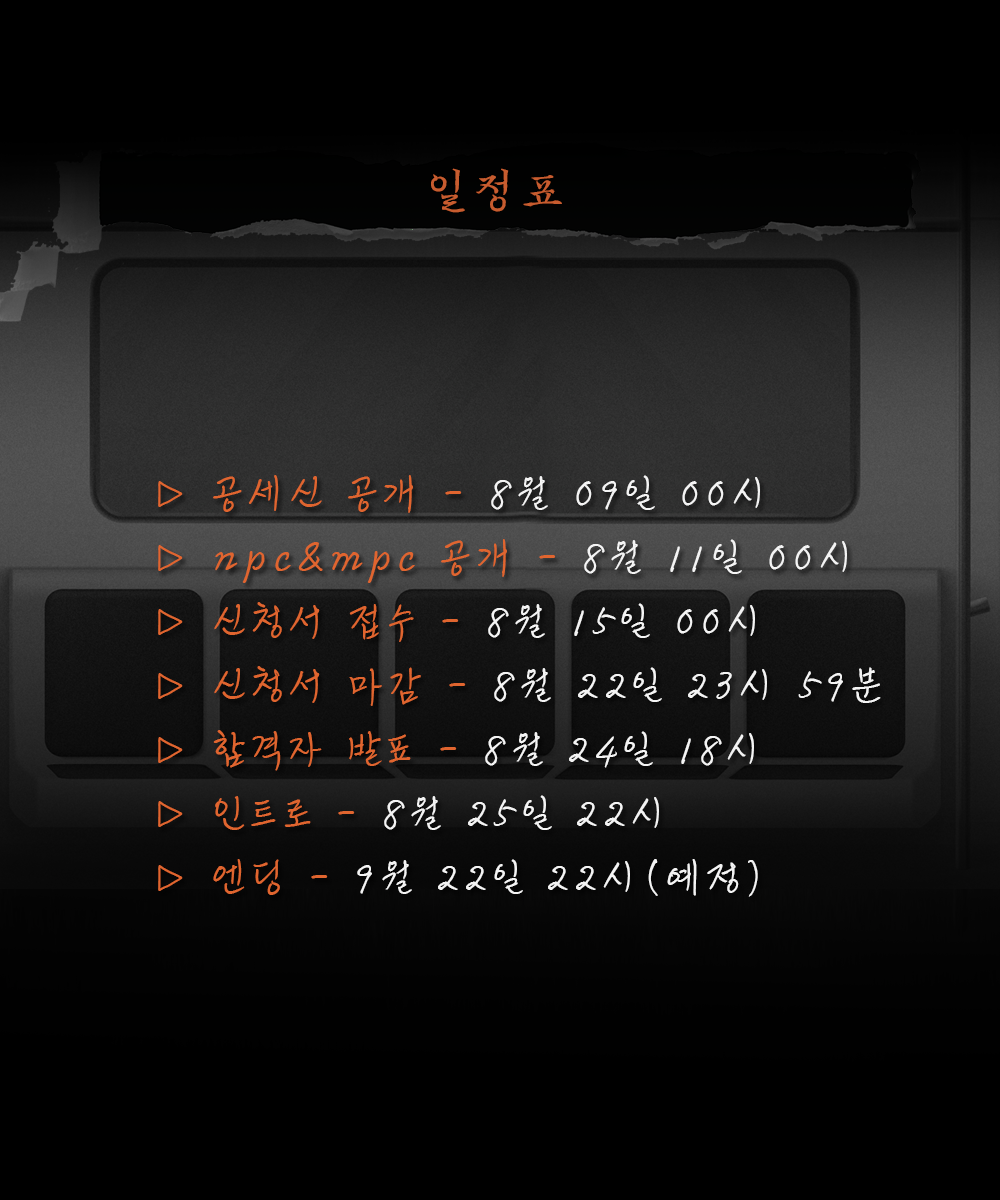 일정표
▷ 공세신 공개 - 8월 09일 00시
▷ npc&mpc 공개 - 8월 11일 00시
▷ 신청서 접수 - 8월 15일 00시
▷ 신청서 마감 - 8월 22일 23시 59분
▷ 합격자 발표 - 8월 24일 18시
▷ 인트로 - 8월 25일 22시
▷ 엔딩 - 9월 22일 22시(예정)